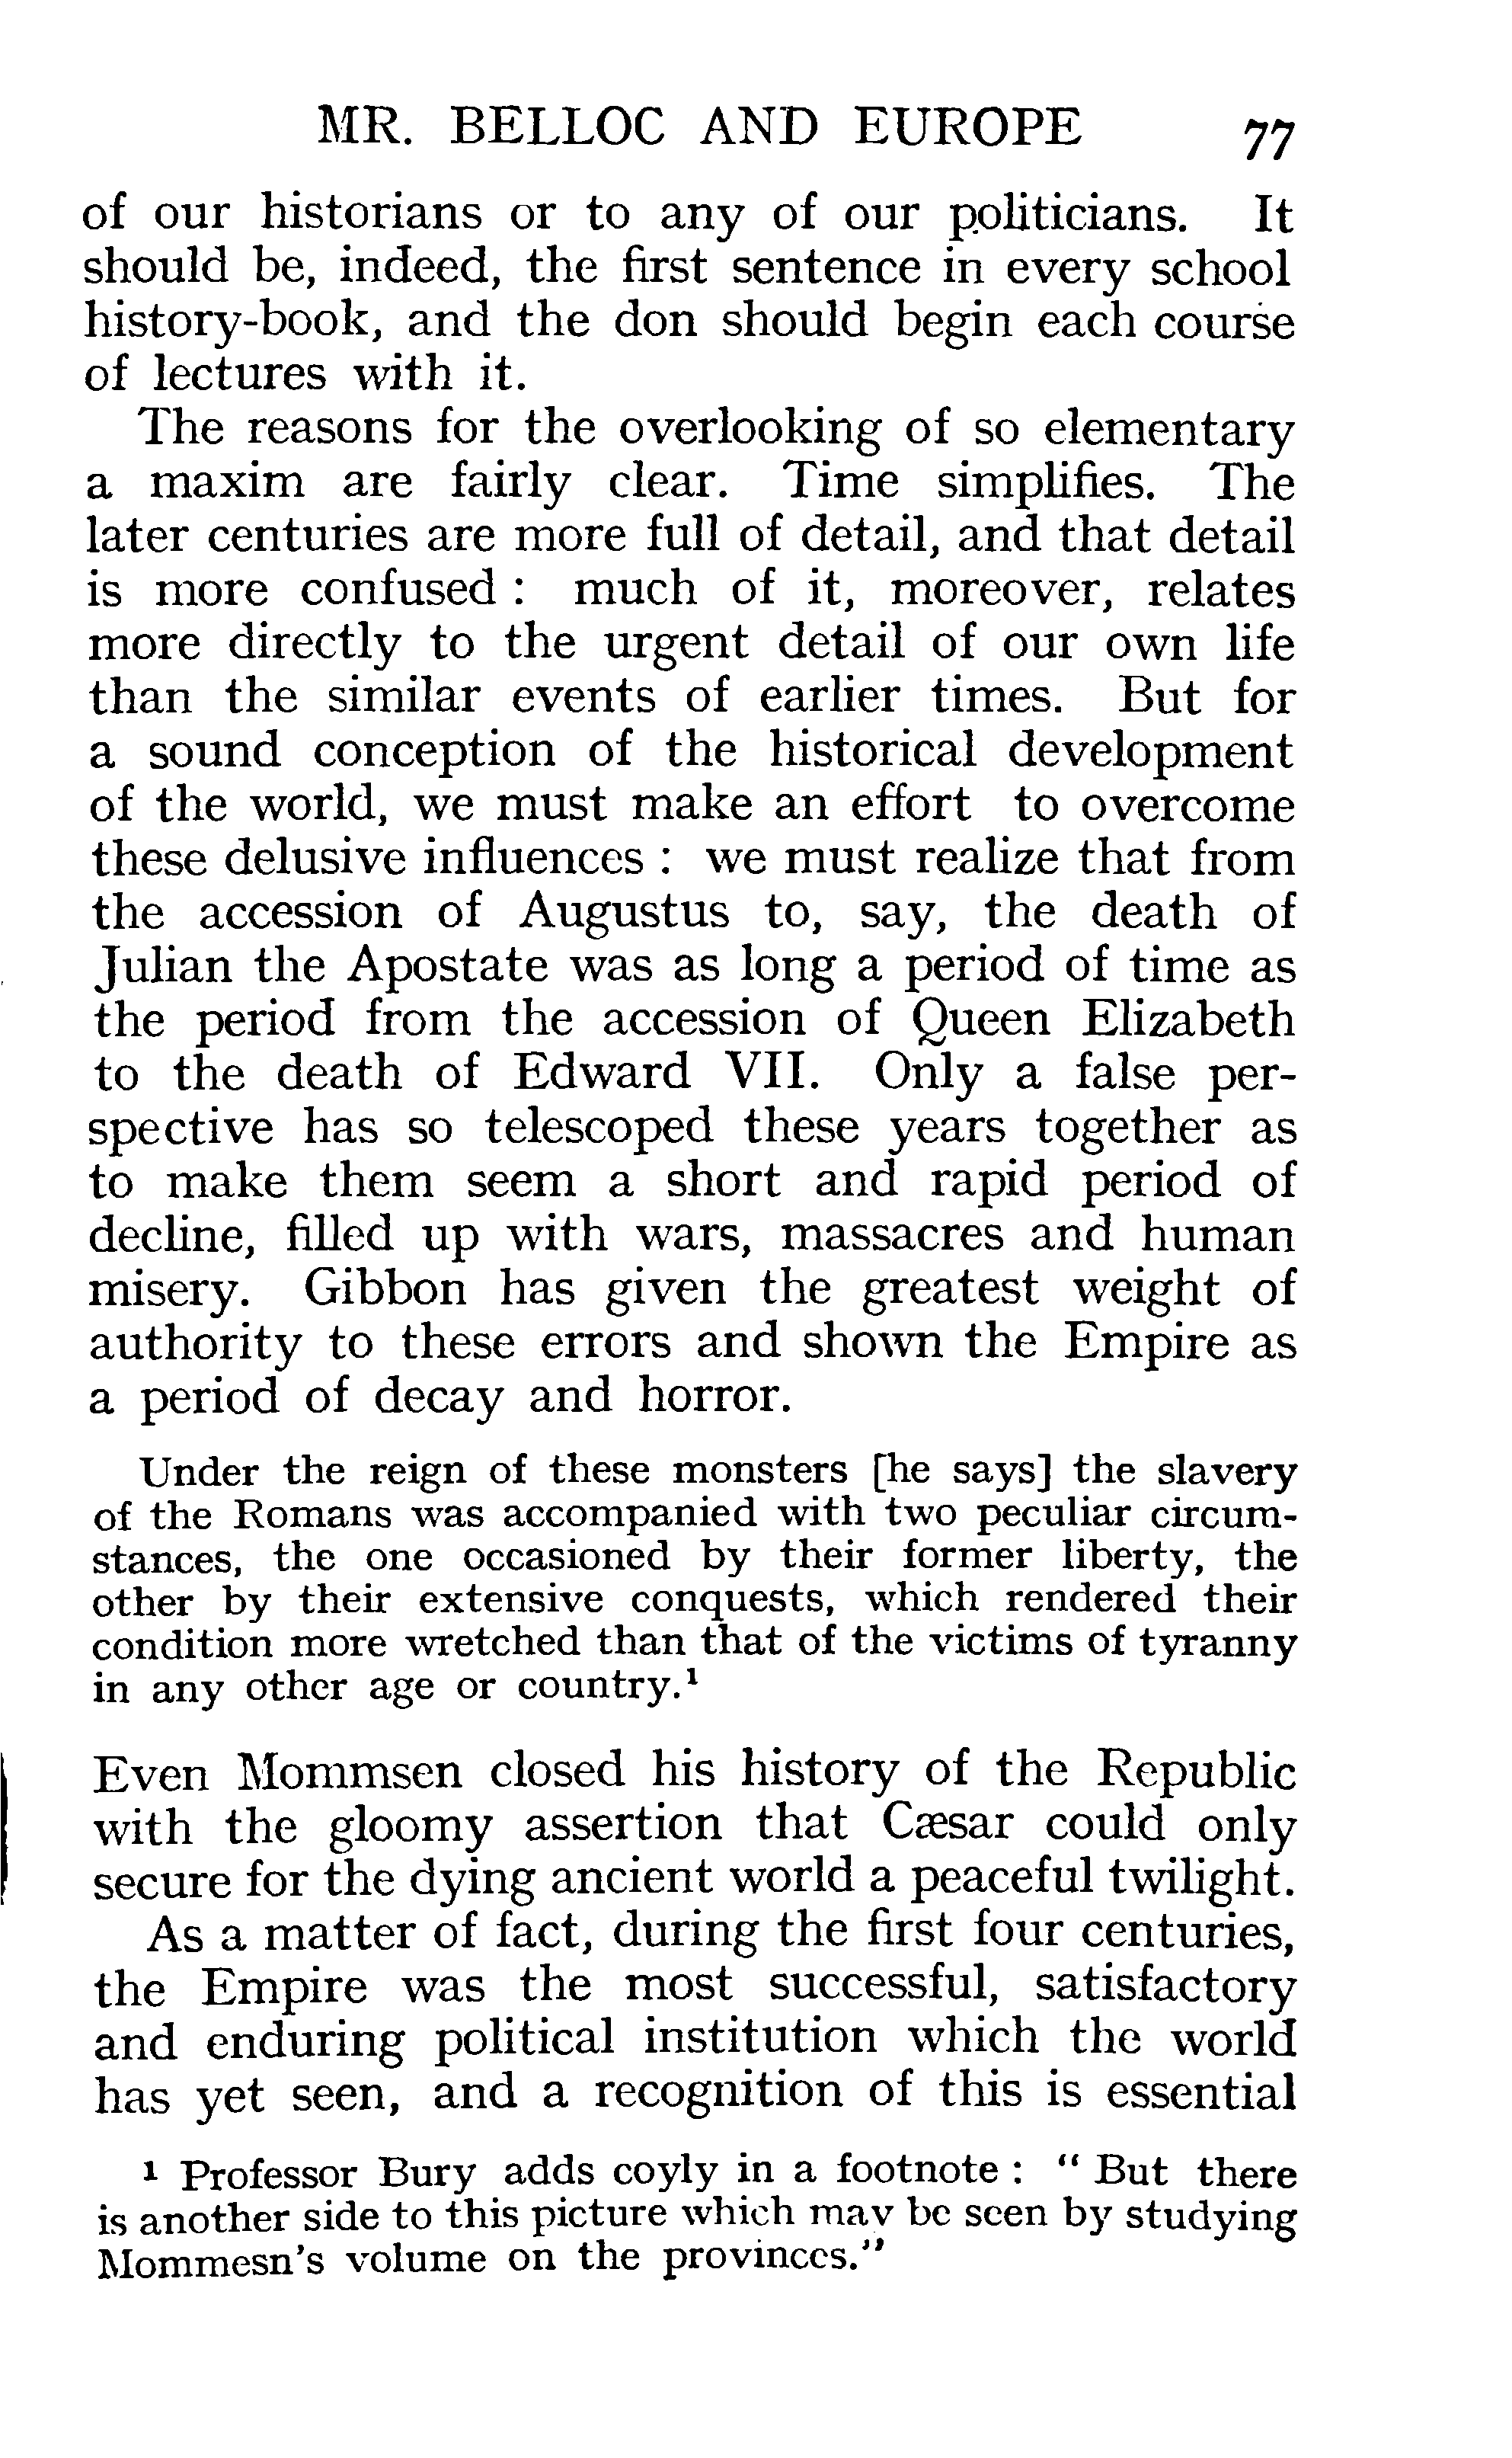 MR. BELLOC AND EUROPE 77
of our historians or to any of our politicians. It
should be, indeed, the first sentence in every school
history-book, and the don should begin each course
of lectures with it.
The reasons for the overlooking of so elementary
a maxim are fairly clear. Time simplifies. The
later centuries are more full of detail, and that detail
is more confused : much of it, moreover, relates
more directly to the urgent detail of our own life
than the similar events of earlier times. But for
a sound conception of the historical development
of the world, we must make an effort to overcome
these delusive influences : we must realize that from
the accession of Augustus to, say, the death of
Julian the Apostate was as long a period of time as
the period from the accession of Queen Elizabeth
to the death of Edward VII. Only a false per-
spective has so telescoped these years together as
to make them seem a short and rapid period of
decline, filled up with wars, massacres and human
misery. Gibbon has given the greatest weight of
authority to these errors and shown the Empire as
a period of decay and horror.
Under the reign of these monsters [he says] the slavery
of the Romans was accompanied with two peculiar circum-
stances, the one occasioned by their former liberty, the
other by their extensive conquests, which rendered their
condition more wretched than that of the victims of tyranny
in any other age or country.¹
Even Mommsen closed his history of the Republic
with the gloomy assertion that Cæsar could only
secure for the dying ancient world a peaceful twilight.
As a matter of fact, during the first four centuries,
the Empire was the most successful, satisfactory
and enduring political institution which the world
has yet seen, and a recognition of this is essential
¹ Professor Bury adds coyly in a footnote : “ But there
is another side to this picture which may be seen by studying
Mommesn's volume on the provinces.”